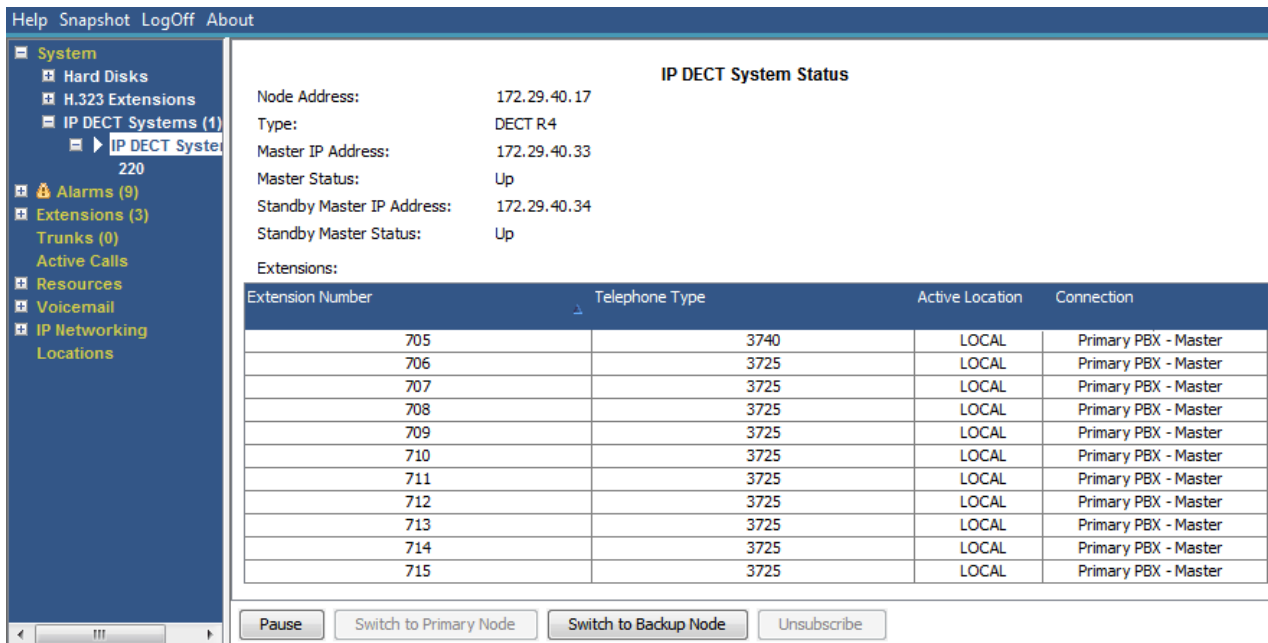 Help Snapshot LogOff About
System
Hard Disks
H.323 Extensions
IP DECT Systems (1)
IP DECT System
220
Alarms (9)
Extensions (3)
Trunks (0)
Active Calls
Resources
Voicemail
IP Networking
Locations
IP DECT System Status
Node Address: 172.29.40.17
Type: DECT R4
Master IP Address: 172.29.40.33
Master Status: Up
Standby Master IP Address: 172.29.40.34
Standby Master Status: Up
Extensions:
Extension Number Telephone Type Active Location Connection
705 3740 LOCAL Primary PBX - Master
706 3725 LOCAL Primary PBX - Master
707 3725 LOCAL Primary PBX - Master
708 3725 LOCAL Primary PBX - Master
709 3725 LOCAL Primary PBX - Master
710 3725 LOCAL Primary PBX - Master
711 3725 LOCAL Primary PBX - Master
712 3725 LOCAL Primary PBX - Master
713 3725 LOCAL Primary PBX - Master
714 3725 LOCAL Primary PBX - Master
715 3725 LOCAL Primary PBX - Master
Pause Switch to Primary Node Switch to Backup Node Unsubscribe